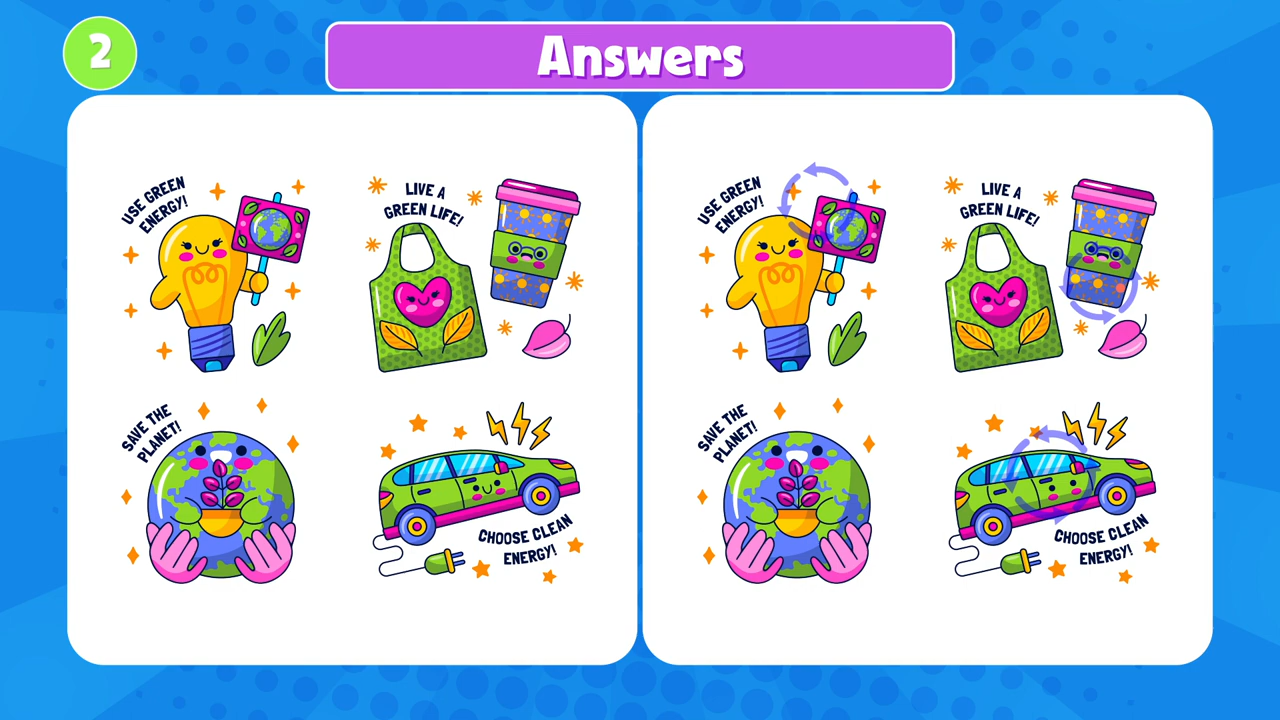 2
Answers
USE GREEN
ENERGY!
LIVE A
GREEN LIFE!
SAVE THE
PLANET!
CHOOSE CLEAN
ENERGY!
USE GREEN
ENERGY!
LIVE A
GREEN LIFE!
SAVE THE
PLANET!
CHOOSE CLEAN
ENERGY!